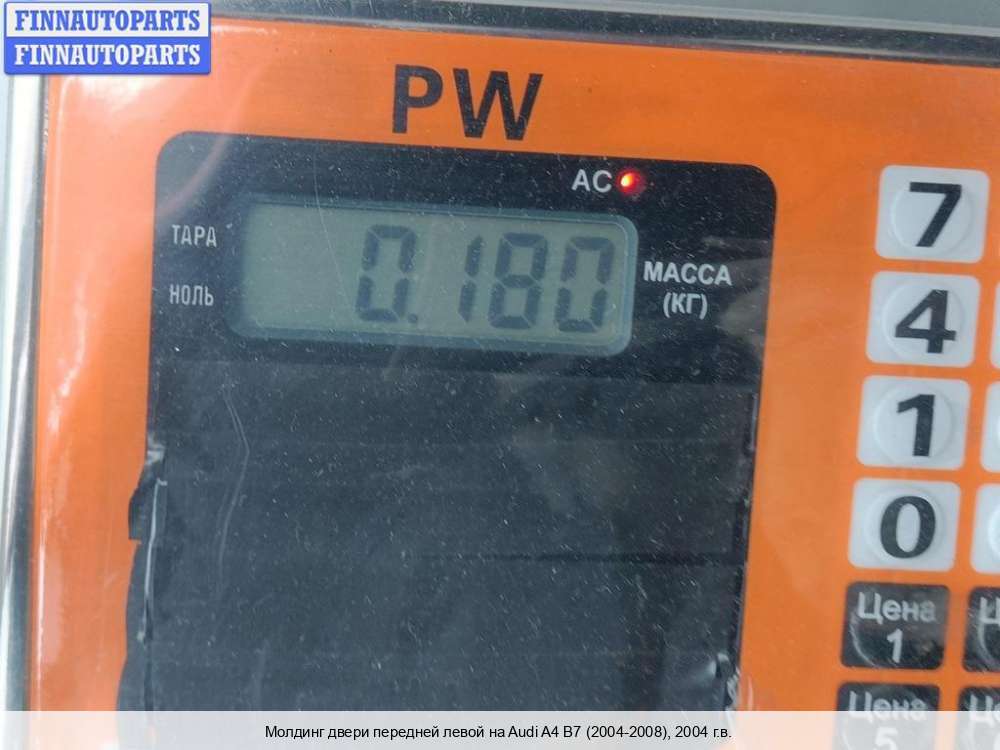 FINNAUTOPARTS
FINNAUTOPARTS
PW
AC
7
ТАРА
0.180
МАССА
(КГ)
НОЛЬ
4
1
0
Цена
1
Цена
5
Молдинг двери передней левой на Audi A4 B7 (2004-2008), 2004 г.в.